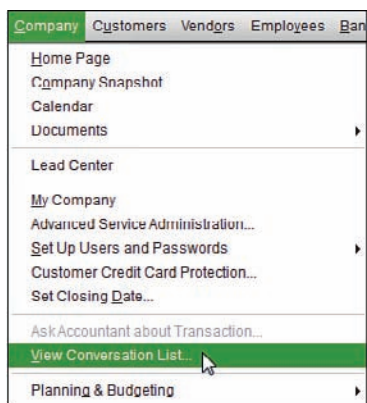 Company Customers Vendors Employees Ban
Home Page
Company Snapshot
Calendar
Documents
Lead Center
My Company
Advanced Service Administration...
Set Up Users and Passwords
Customer Credit Card Protection...
Set Closing Date...
Ask Accountant about Transaction...
View Conversation List...
Planning & Budgeting